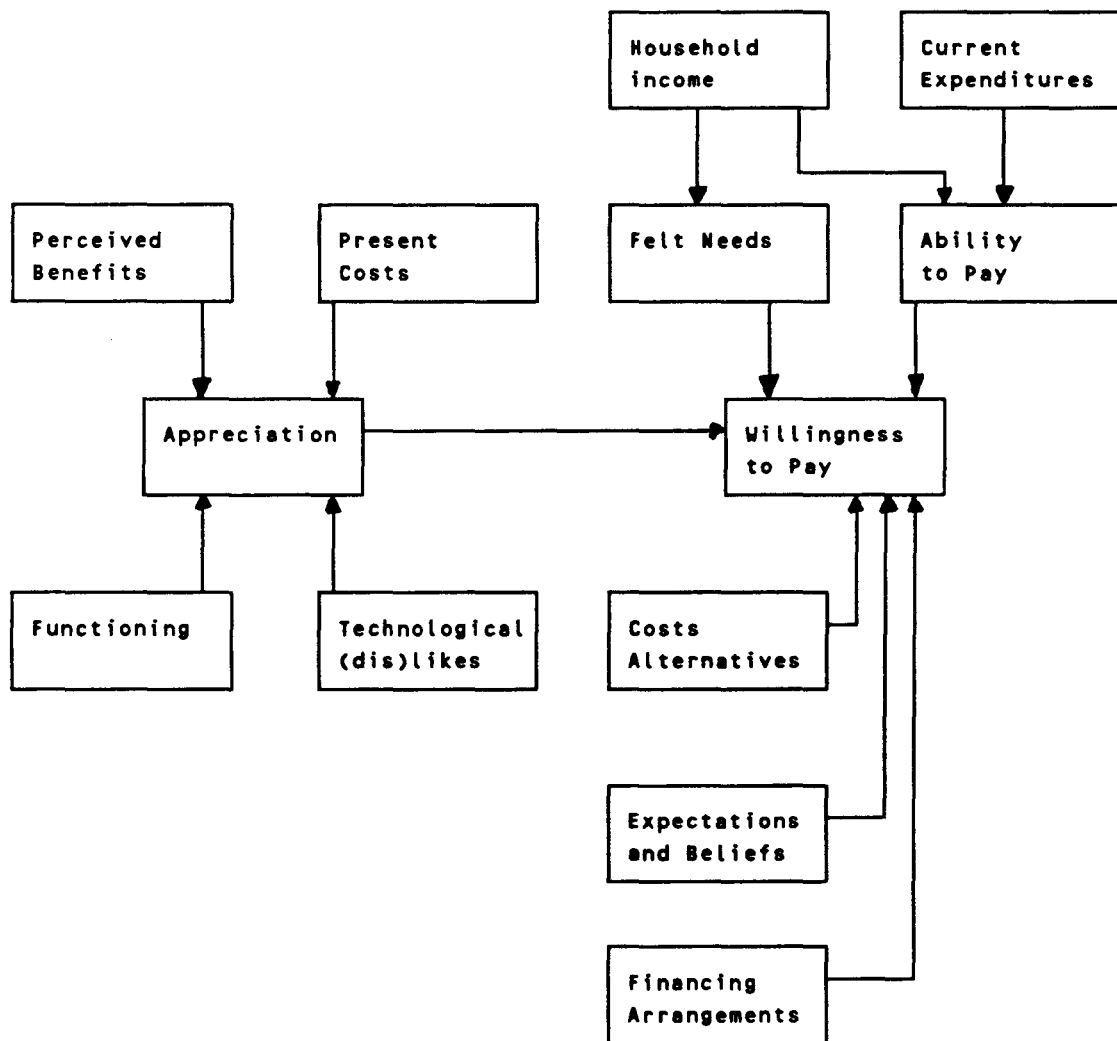 Household
income
Current
Expenditures
Perceived
Benefits
Present
Costs
Felt Needs
Ability
to Pay
Appreciation
Willingness
to Pay
Functioning
Technological
(dis)likes
Costs
Alternatives
Expectations
and Beliefs
Financing
Arrangements